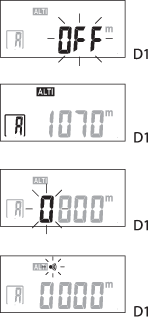 ALTI
A OFF m
D1
ALTI
A 1070 m
D1
ALTI
A 0800 m
D1
ALTI
A 0000 m
D1